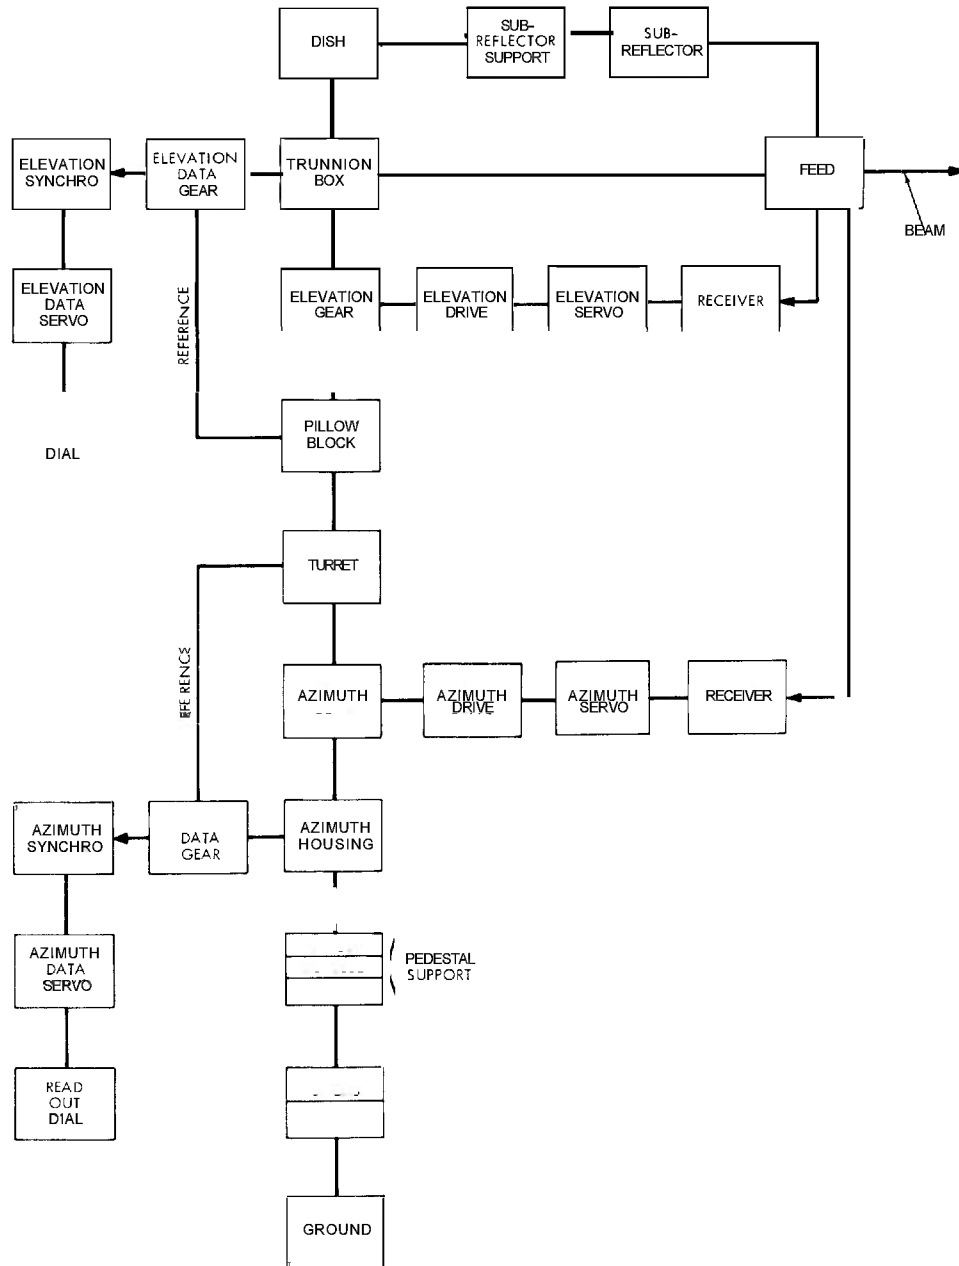 DISH
SUB-
REFLECTOR
SUPPORT
SUB-
REFLECTOR
ELEVATION
SYNCHRO
ELEVATION
DATA
GEAR
TRUNNION
BOX
FEED
BEAM
ELEVATION
DATA
SERVO
REFERENCE
ELEVATION
GEAR
ELEVATION
DRIVE
ELEVATION
SERVO
RECEIVER
DIAL
PILLOW
BLOCK
TURRET
EFE RENCE
AZIMUTH
AZIMUTH
DRIVE
AZIMUTH
SERVO
RECEIVER
AZIMUTH
SYNCHRO
DATA
GEAR
AZIMUTH
HOUSING
AZIMUTH
DATA
SERVO
PEDESTAL
SUPPORT
READ
OUT
DIAL
GROUND